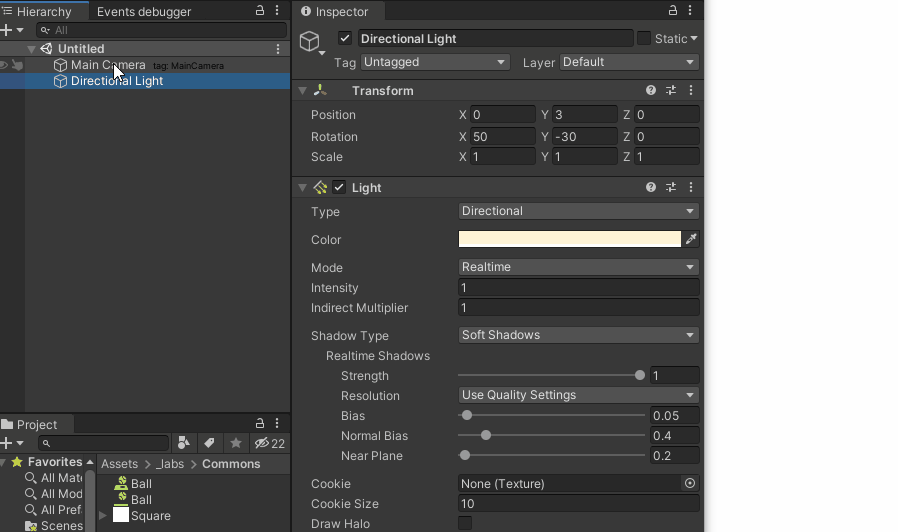 Hierarchy
Events debugger
All
Untitled
Main Camera tag: MainCamera
Directional Light
Inspector
Directional Light
Static
Tag Untagged Layer Default
Transform
Position X 0 Y 3 Z 0
Rotation X 50 Y -30 Z 0
Scale X 1 Y 1 Z 1
Light
Type Directional
Color
Mode Realtime
Intensity 1
Indirect Multiplier 1
Shadow Type Soft Shadows
Realtime Shadows
Strength 1
Resolution Use Quality Settings
Bias 0.05
Normal Bias 0.4
Near Plane 0.2
Cookie None (Texture)
Cookie Size 10
Draw Halo
Project
22
Favorites
All Mate
All Mod
All Prefa
Scenes
Assets > _labs > Commons
Ball
Ball
Square